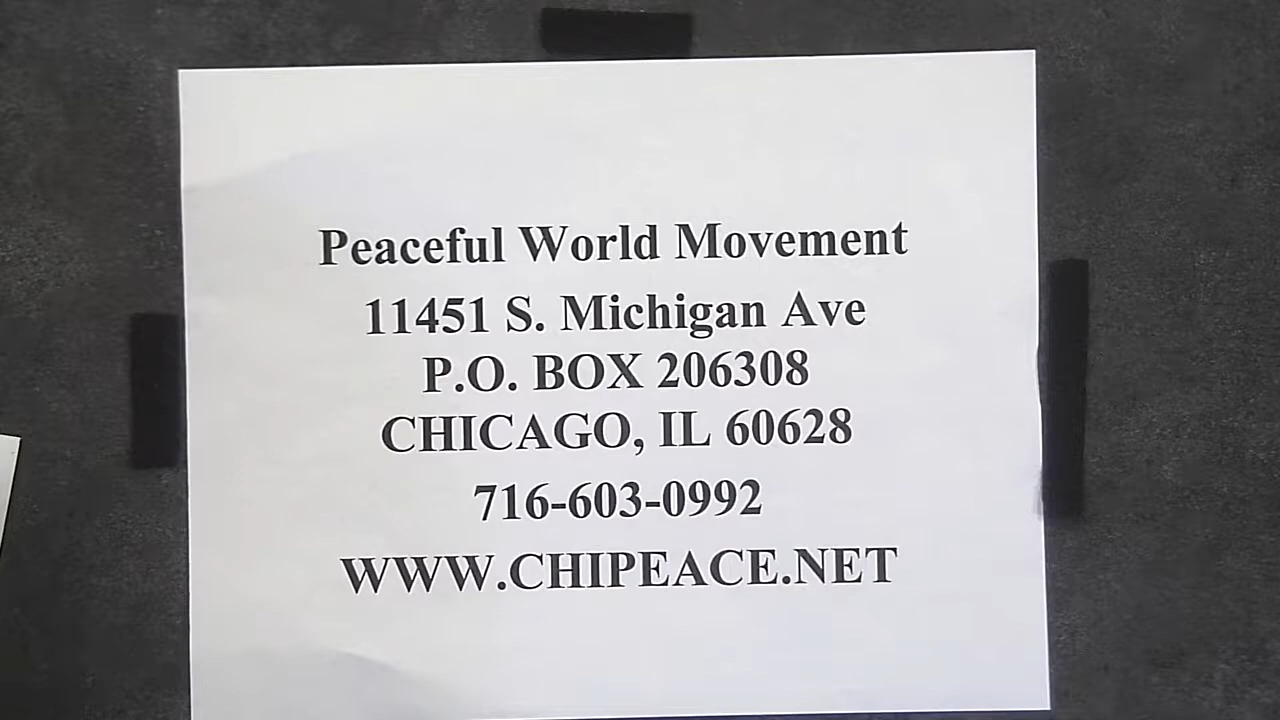 Peaceful World Movement
11451 S. Michigan Ave
P.O. BOX 206308
CHICAGO, IL 60628
716-603-0992
WWW.CHIPEACE.NET